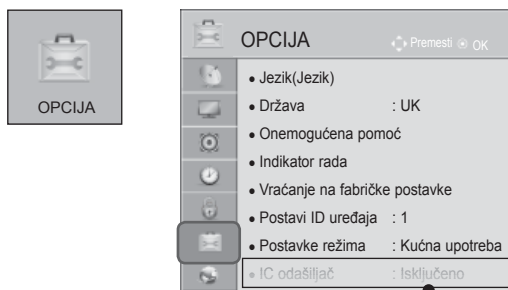 OPCIJA
OPCIJA Premesti OK
• Jezik(Jezik)
• Država : UK
• Onemogućena pomoć
• Indikator rada
• Vraćanje na fabričke postavke
• Postavi ID uređaja : 1
• Postavke režima : Kućna upotreba
• IC odašiljač : Isključeno